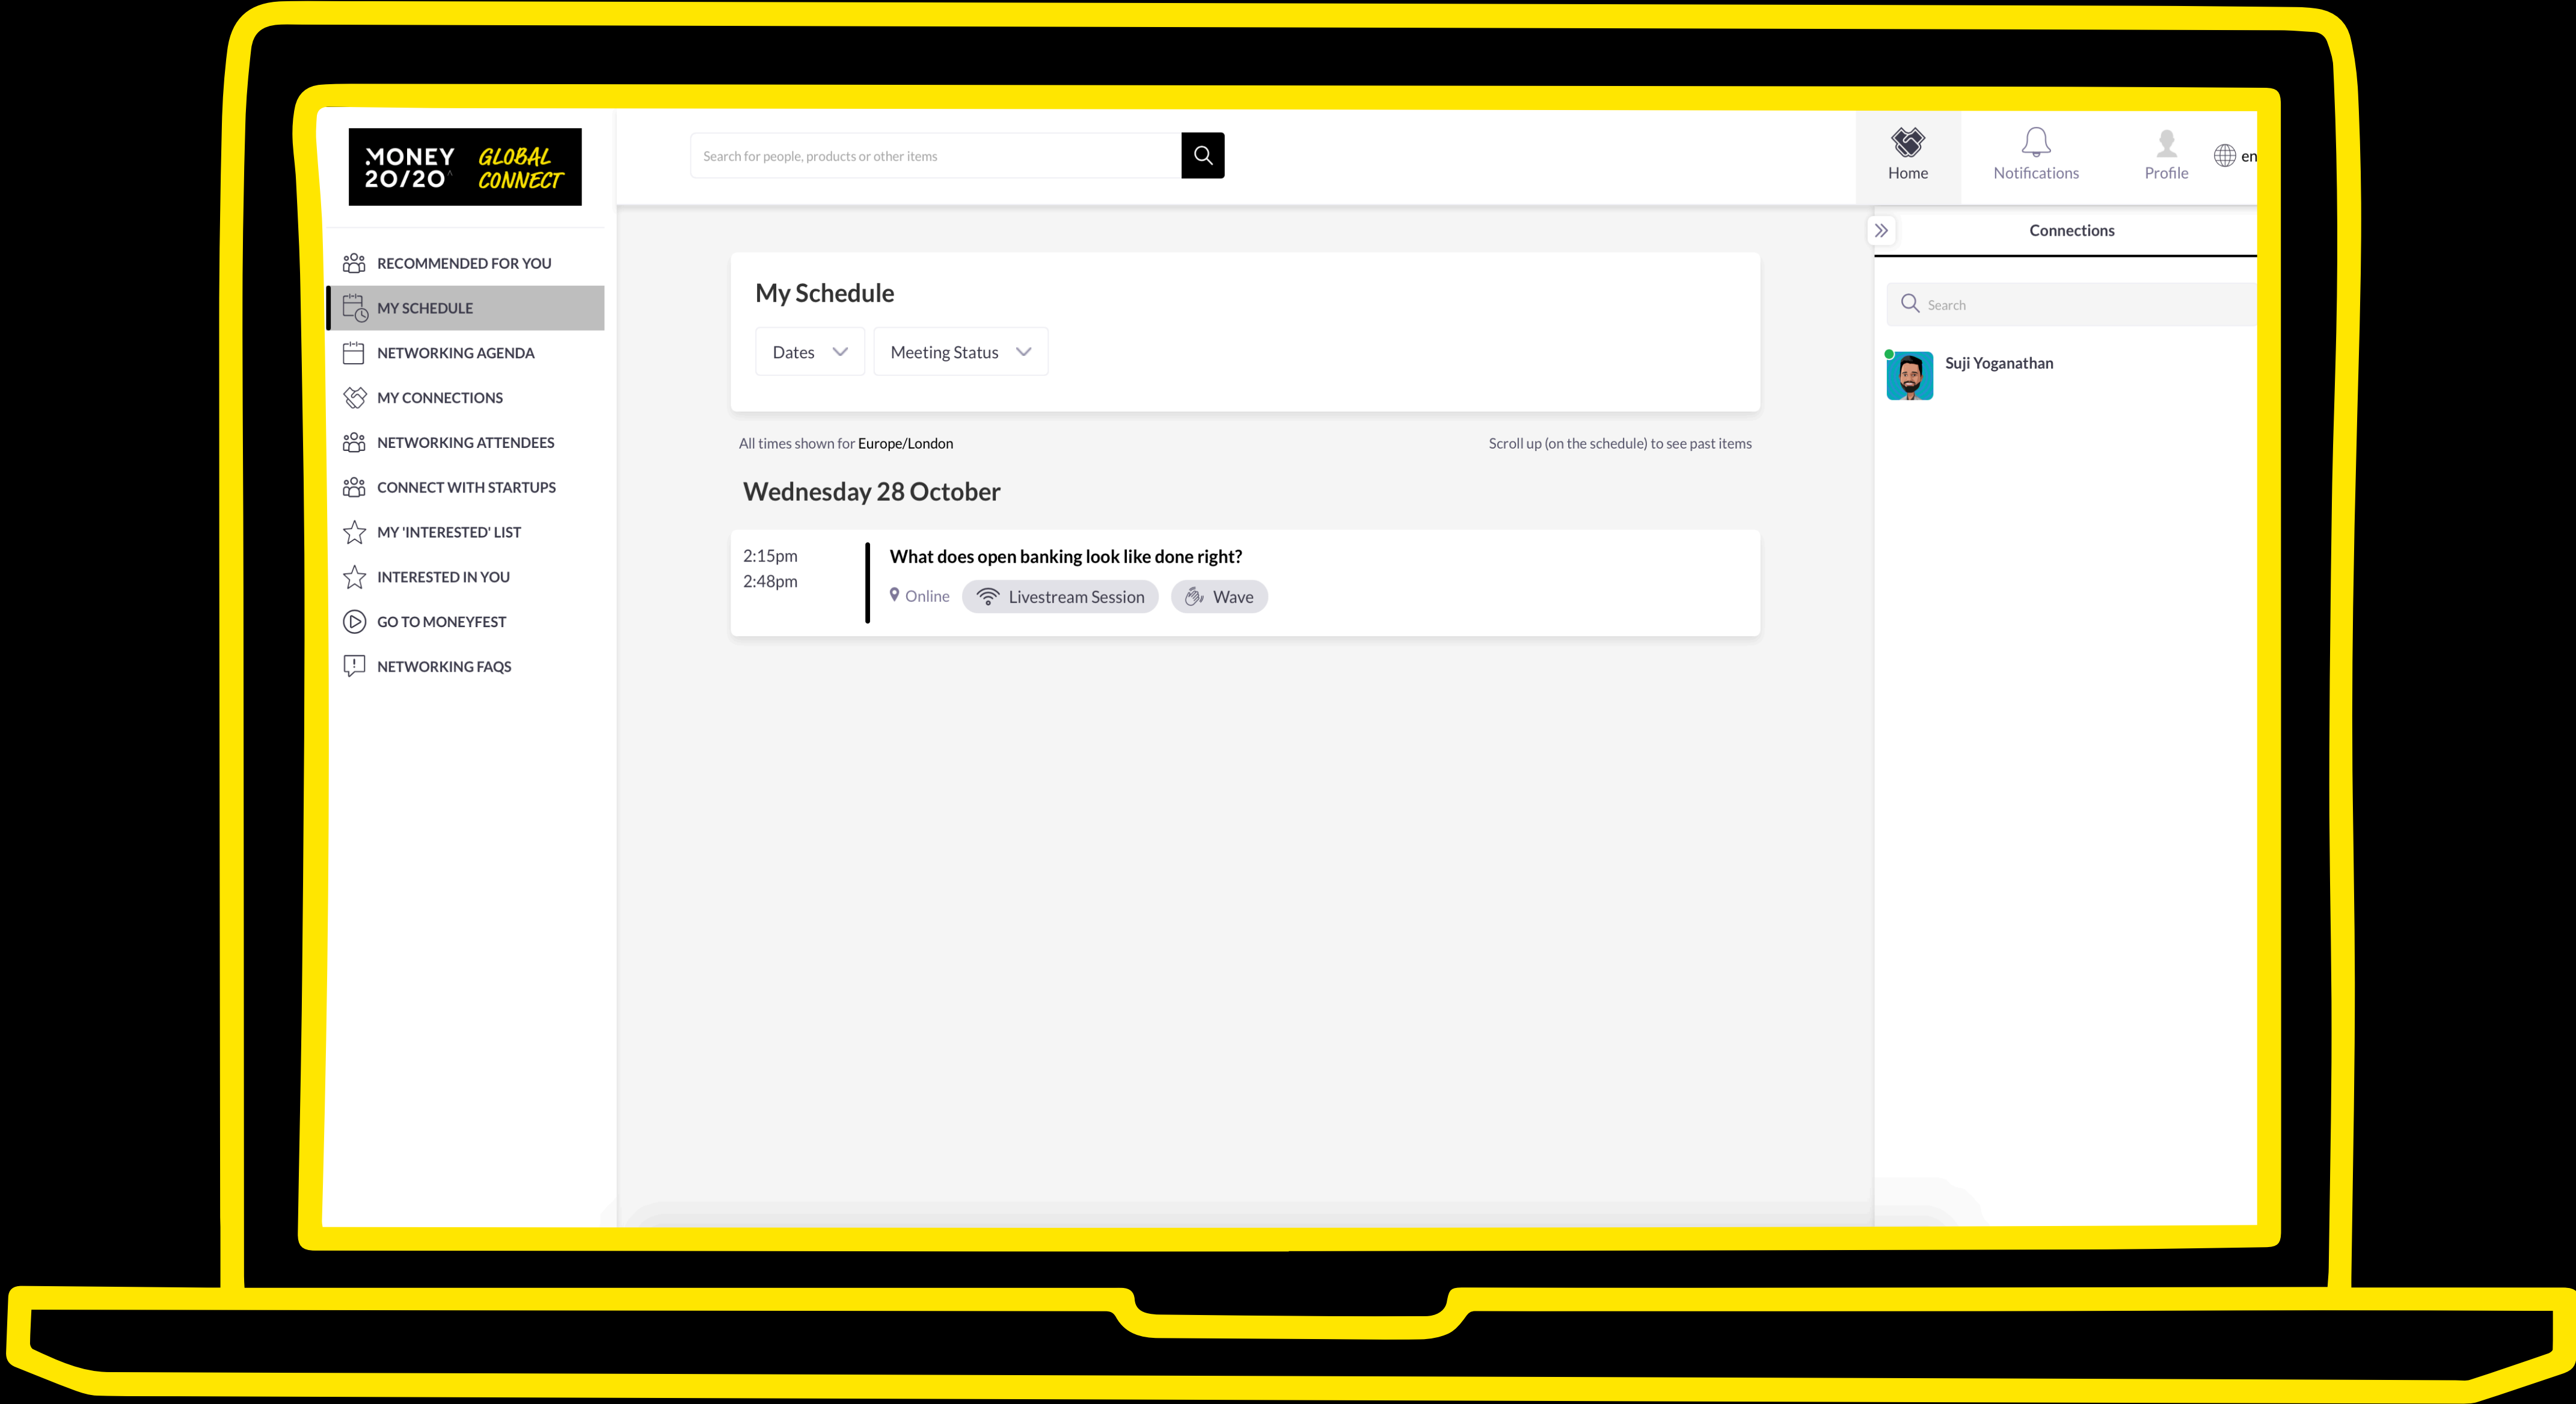 MONEY
20/20
GLOBAL
CONNECT
Search for people, products or other items
Home
Notifications
Profile
en
RECOMMENDED FOR YOU
MY SCHEDULE
NETWORKING AGENDA
MY CONNECTIONS
NETWORKING ATTENDEES
CONNECT WITH STARTUPS
MY 'INTERESTED' LIST
INTERESTED IN YOU
GO TO MONEYFEST
NETWORKING FAQS
My Schedule
Dates
Meeting Status
All times shown for Europe/London
Scroll up (on the schedule) to see past items
Wednesday 28 October
2:15pm
2:48pm
What does open banking look like done right?
Online
Livestream Session
Wave
Connections
Search
Suji Yoganathan